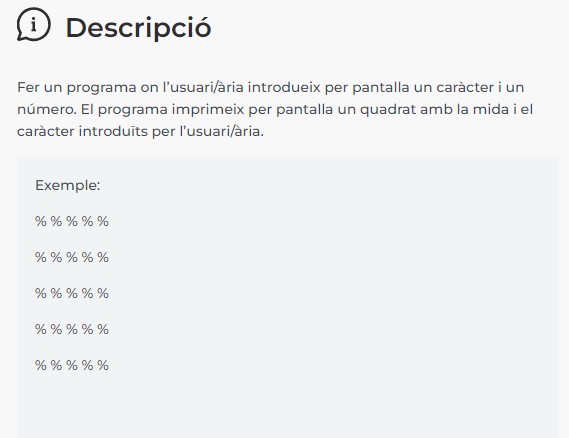 Descripció
Fer un programa on l'usuari/ària introdueix per pantalla un caràcter i un
número. El programa imprimeix per pantalla un quadrat amb la mida i el
caràcter introduïts per l'usuari/ària.
Exemple:
% % % % %
% % % % %
% % % % %
% % % % %
% % % % %